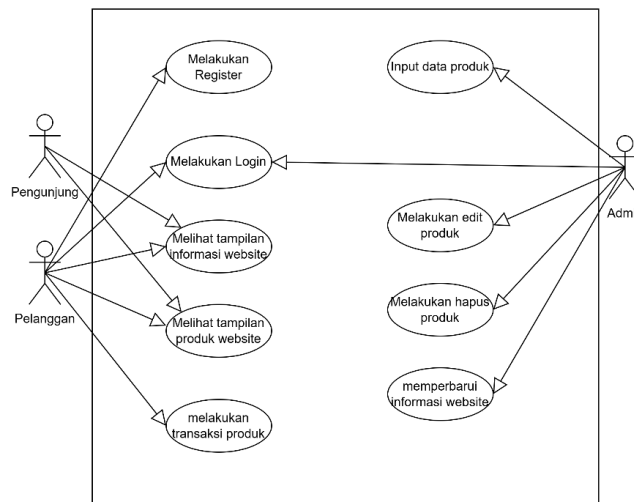 Melakukan
Register
Input data produk
Melakukan Login
Pengunjung
Adm
Melakukan edit
produk
Melihat tampilan
informasi website
Pelanggan
Melakukan hapus
produk
Melihat tampilan
produk website
memperbarui
informasi website
melakukan
transaksi produk